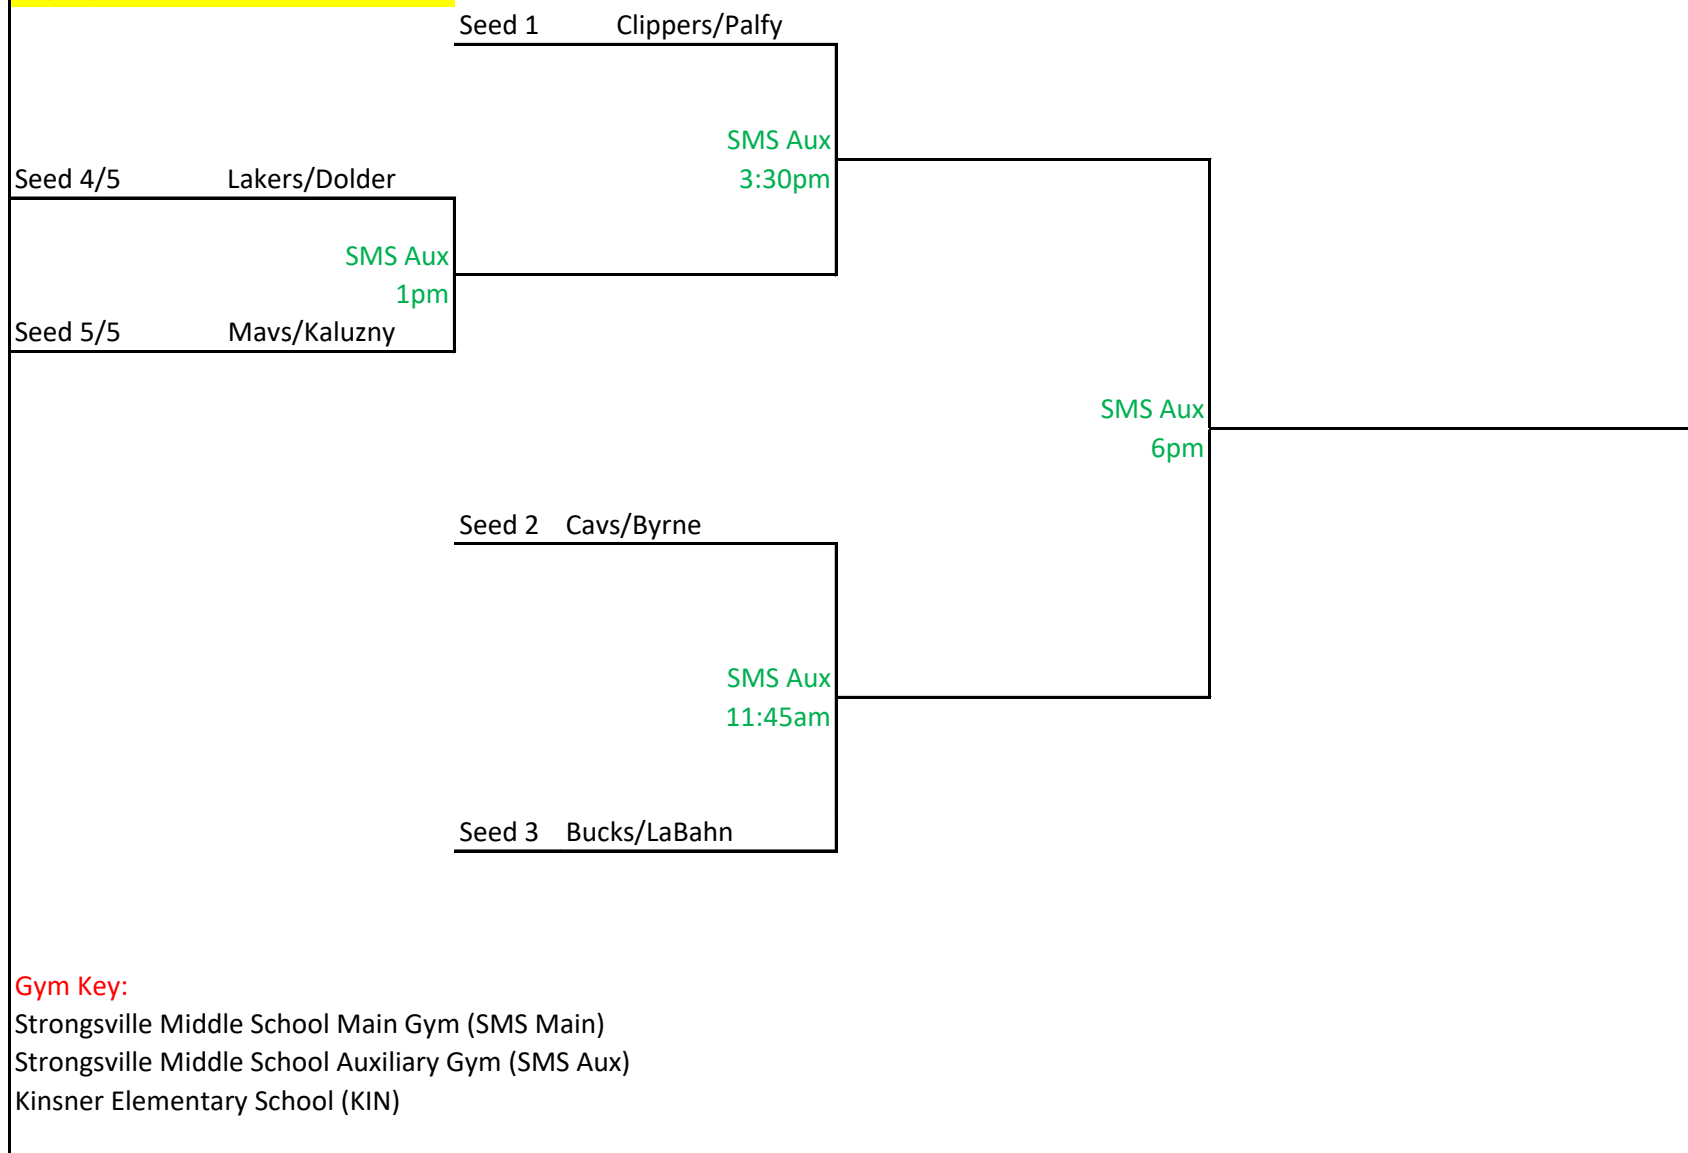 Seed 1 Clippers/Palfy
SMS Aux
3:30pm
Seed 4/5 Lakers/Dolder
SMS Aux
1pm
Seed 5/5 Mavs/Kaluzny
SMS Aux
6pm
Seed 2 Cavs/Byrne
SMS Aux
11:45am
Seed 3 Bucks/LaBahn
Gym Key:
Strongsville Middle School Main Gym (SMS Main)
Strongsville Middle School Auxiliary Gym (SMS Aux)
Kinsner Elementary School (KIN)